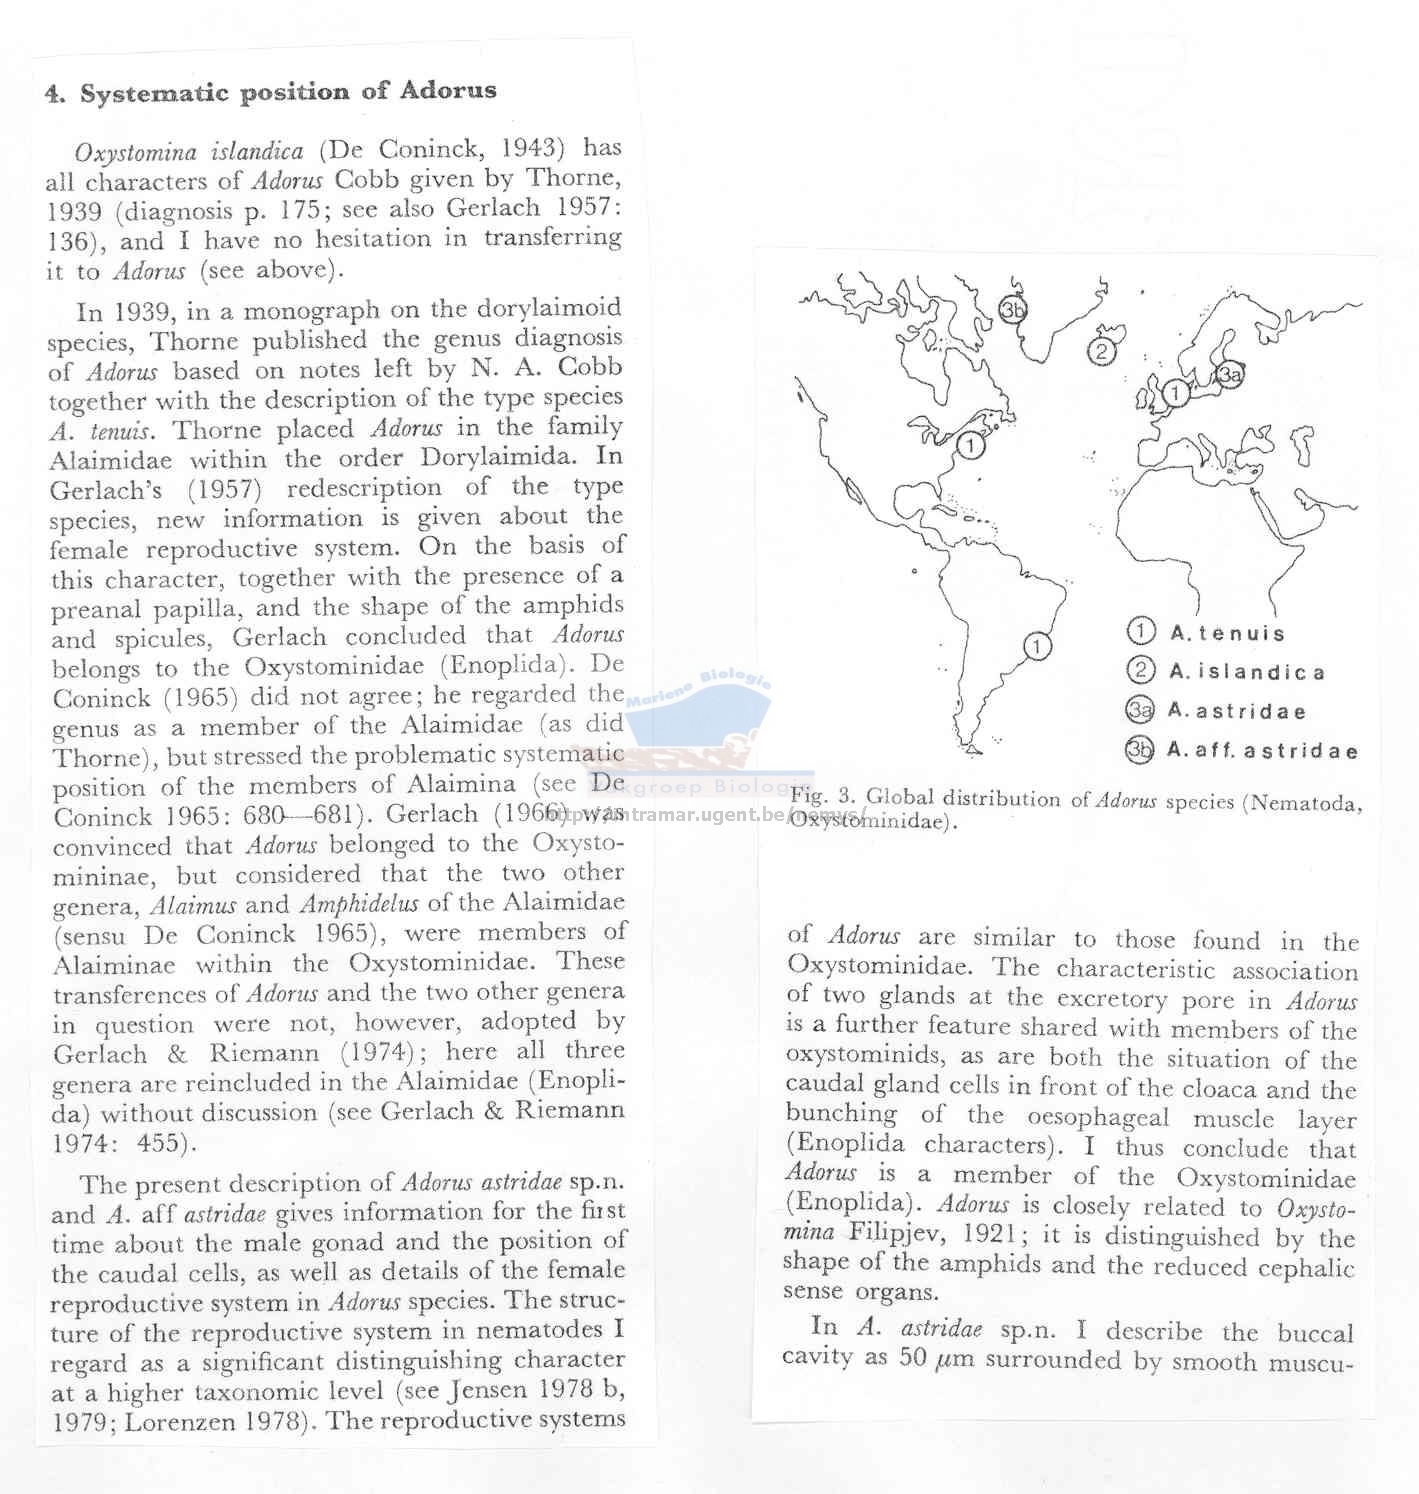 4. Systematic position of Adorus
Oxystomina islandica (De Coninck, 1943) has
all characters of Adorus Cobb given by Thorne,
1939 (diagnosis p. 175; see also Gerlach 1957:
136), and I have no hesitation in transferring
it to Adorus (see above).
In 1939, in a monograph on the dorylaimoid
species, Thorne published the genus diagnosis
of Adorus based on notes left by N. A. Cobb
together with the description of the type species
A. tenuis. Thorne placed Adorus in the family
Alaimidae within the order Dorylaimida. In
Gerlach's (1957) redescription of the type
species, new information is given about the
female reproductive system. On the basis of
this character, together with the presence of a
preanal papilla, and the shape of the amphids
and spicules, Gerlach concluded that Adorus
belongs to the Oxystominidae (Enoplida). De
Coninck (1965) did not agree; he regarded the
genus as a member of the Alaimidae (as did
Thorne), but stressed the problematic systematic
position of the members of Alaimina (see De
Coninck 1965: 680—681). Gerlach (1966) was
convinced that Adorus belonged to the Oxysto-
mininae, but considered that the two other
genera, Alaimus and Amphidelus of the Alaimidae
(sensu De Coninck 1965), were members of
Alaiminae within the Oxystominidae. These
transferences of Adorus and the two other genera
in question were not, however, adopted by
Gerlach & Riemann (1974); here all three
genera are reincluded in the Alaimidae (Enopli-
da) without discussion (see Gerlach & Riemann
1974: 455).
The present description of Adorus astridae sp.n.
and A. aff astridae gives information for the first
time about the male gonad and the position of
the caudal cells, as well as details of the female
reproductive system in Adorus species. The struc-
ture of the reproductive system in nematodes I
regard as a significant distinguishing character
at a higher taxonomic level (see Jensen 1978 b,
1979; Lorenzen 1978). The reproductive systems
Mariene Biologie
Vakgroep Biologie
http://intramar.ugent.be/nemys/
3b
2
1
3a
1
1
1 A. tenuis
2 A. islandica
3a A. astridae
3b A. aff. astridae
Fig. 3. Global distribution of Adorus species (Nematoda,
Oxystominidae).
of Adorus are similar to those found in the
Oxystominidae. The characteristic association
of two glands at the excretory pore in Adorus
is a further feature shared with members of the
oxystominids, as are both the situation of the
caudal gland cells in front of the cloaca and the
bunching of the oesophageal muscle layer
(Enoplida characters). I thus conclude that
Adorus is a member of the Oxystominidae
(Enoplida). Adorus is closely related to Oxysto-
mina Filipjev, 1921; it is distinguished by the
shape of the amphids and the reduced cephalic
sense organs.
In A. astridae sp.n. I describe the buccal
cavity as 50 μm surrounded by smooth muscu-